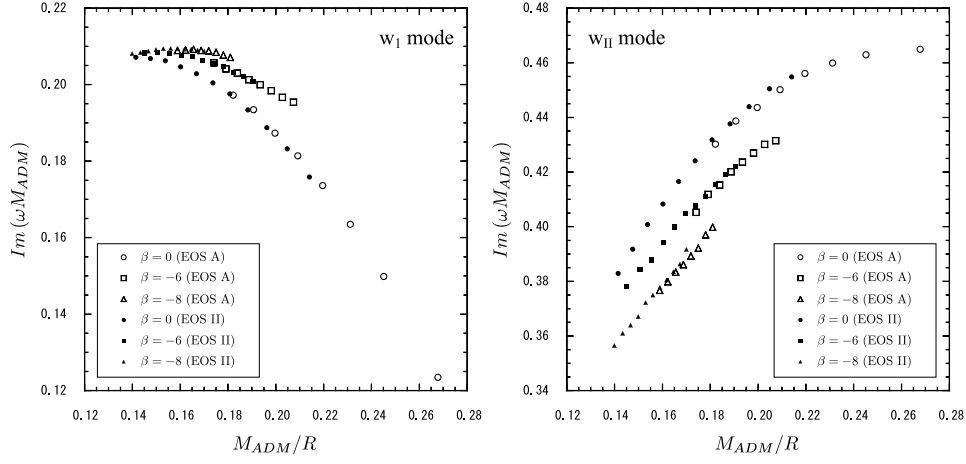 w₁ mode
0.22
0.20
0.18
0.16
0.14
0.12
Im (ωM_ADM)
β = 0 (EOS A)
β = −6 (EOS A)
β = −8 (EOS A)
β = 0 (EOS II)
β = −6 (EOS II)
β = −8 (EOS II)
0.12 0.14 0.16 0.18 0.20 0.22 0.24 0.26 0.28
M_ADM/R
w_II mode
0.48
0.46
0.44
0.42
0.40
0.38
0.36
0.34
Im (ωM_ADM)
β = 0 (EOS A)
β = −6 (EOS A)
β = −8 (EOS A)
β = 0 (EOS II)
β = −6 (EOS II)
β = −8 (EOS II)
0.12 0.14 0.16 0.18 0.20 0.22 0.24 0.26 0.28
M_ADM/R